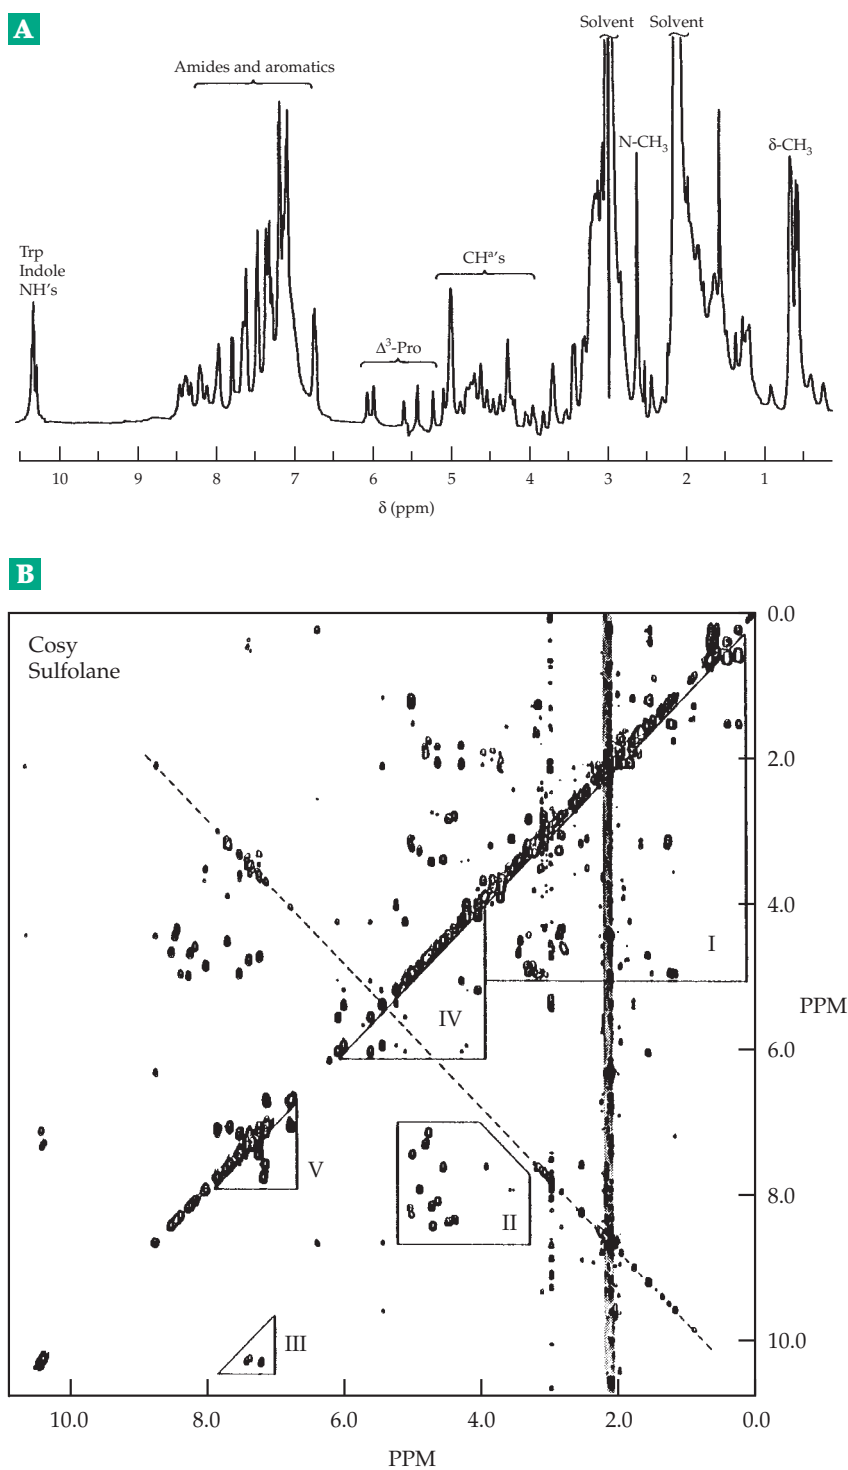 A
Solvent Solvent
Amides and aromatics
N-CH3
δ-CH3
Trp
Indole
NH's
CHª's
Δ3-Pro
10 9 8 7 6 5 4 3 2 1
δ (ppm)
B
Cosy
Sulfolane
0.0
2.0
4.0
I
PPM
IV
6.0
V
8.0
II
III
10.0
10.0 8.0 6.0 4.0 2.0 0.0
PPM